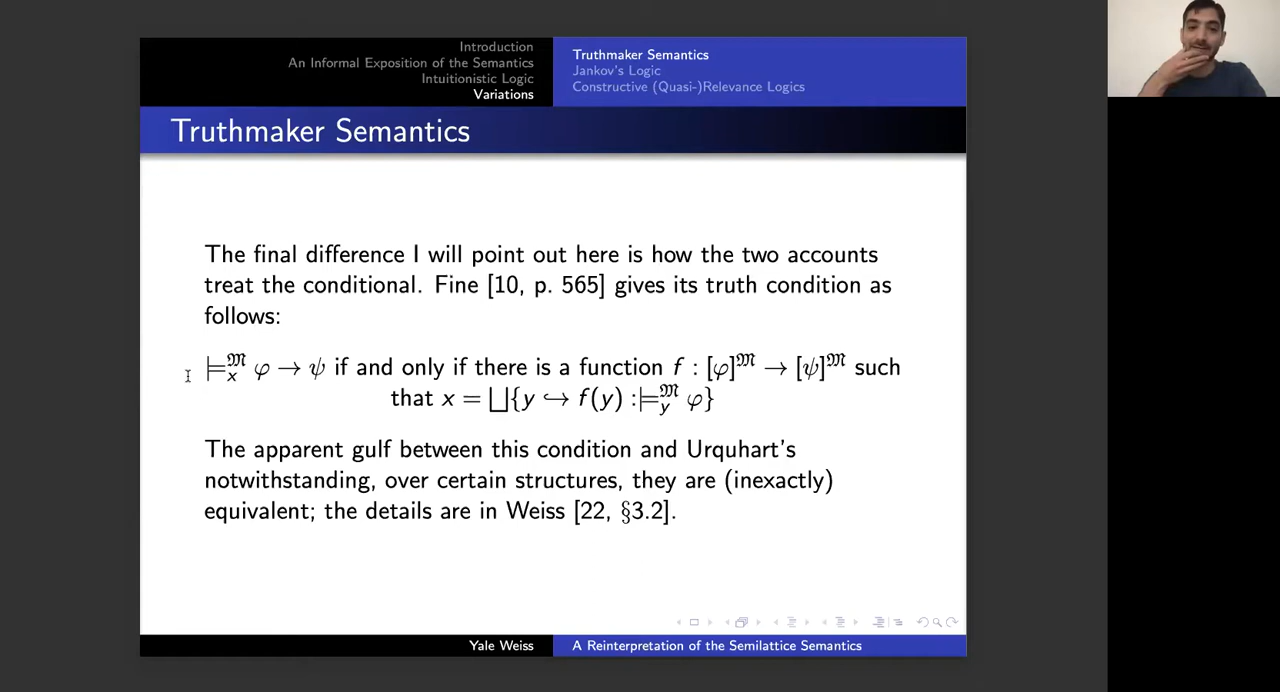 Introduction
An Informal Exposition of the Semantics
Intuitionistic Logic
Variations
Truthmaker Semantics
Jankov's Logic
Constructive (Quasi-)Relevance Logics
Truthmaker Semantics
The final difference I will point out here is how the two accounts
treat the conditional. Fine [10, p. 565] gives its truth condition as
follows:
⊨ₓ^𝔐 φ → ψ if and only if there is a function f : [φ]^𝔐 → [ψ]^𝔐 such
that x = ⨆{y ↪ f(y) :⊨_y^𝔐 φ}
The apparent gulf between this condition and Urquhart's
notwithstanding, over certain structures, they are (inexactly)
equivalent; the details are in Weiss [22, §3.2].
Yale Weiss
A Reinterpretation of the Semilattice Semantics